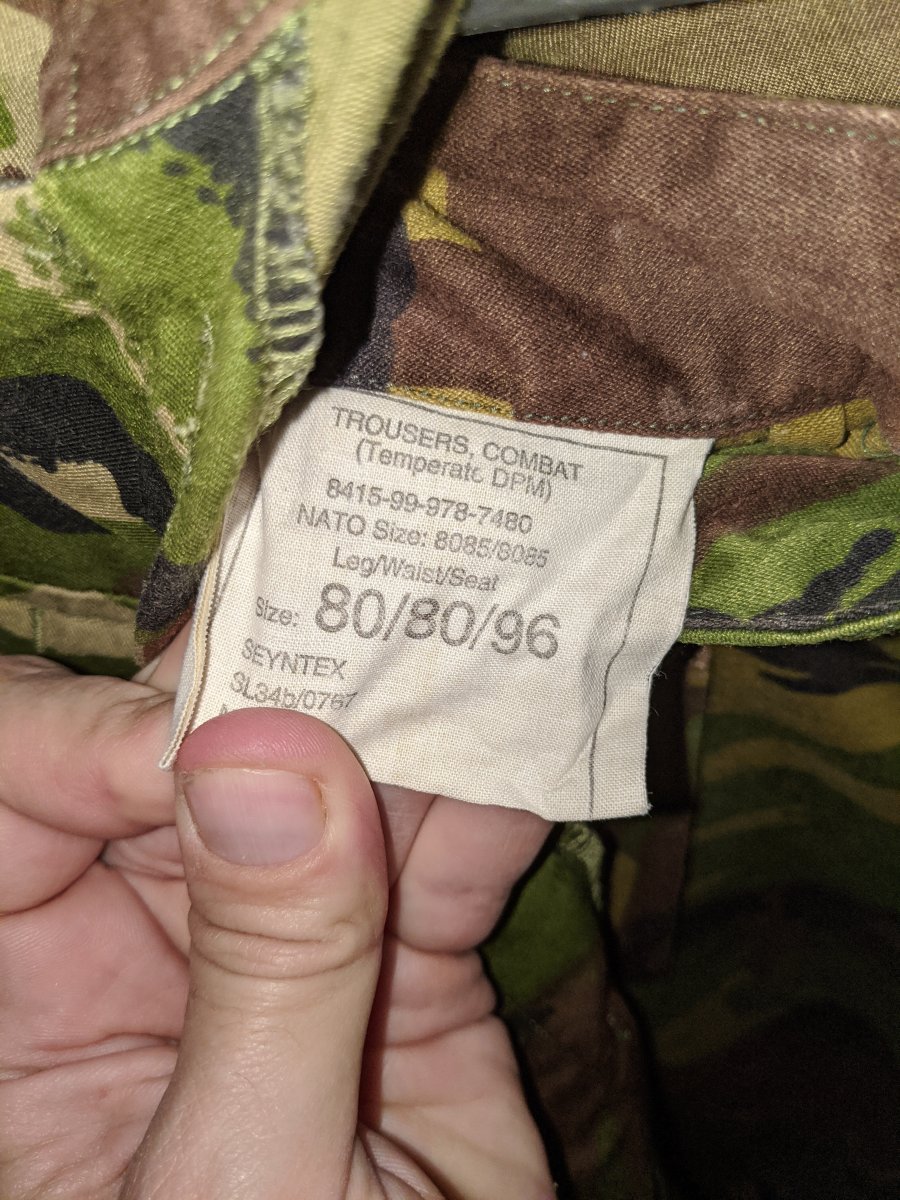 TROUSERS, COMBAT
(Temperate DPM)
8415-99-978-7480
NATO Size: 8085/8085
Leg/Waist/Seat
Size: 80/80/96
SEYNTEX
SL34b/0767